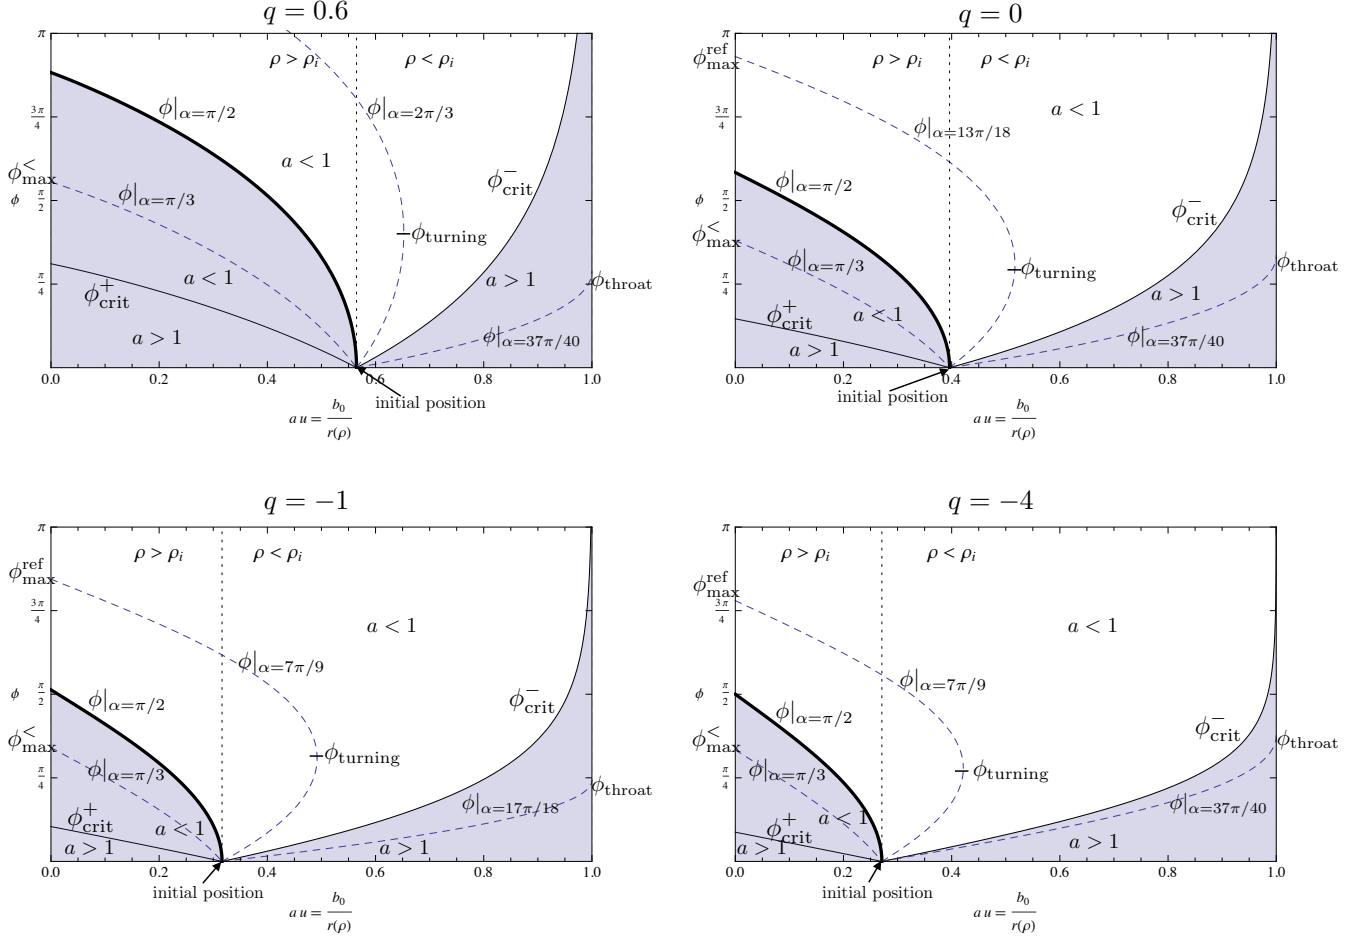 q = 0.6
π
3π/4
π/2
π/4
ϕ
ρ > ρ_i
ρ < ρ_i
ϕ|_{α=π/2}
ϕ|_{α=2π/3}
a < 1
ϕ^<_max
ϕ|_{α=π/3}
ϕ^-_crit
ϕ_turning
a < 1
a > 1
ϕ^+_crit
ϕ_throat
a > 1
ϕ|_{α=37π/40}
0.0 0.2 0.4 0.6 0.8 1.0
initial position
a u = b_0/r(ρ)
q = 0
π
3π/4
π/2
π/4
ϕ
ϕ^ref_max
ρ > ρ_i
ρ < ρ_i
a < 1
ϕ|_{α=13π/18}
ϕ|_{α=π/2}
ϕ^-_crit
ϕ^<_max
ϕ|_{α=π/3}
ϕ_turning
ϕ_throat
a > 1
ϕ^+_crit
a < 1
a > 1
ϕ|_{α=37π/40}
0.0 0.2 0.4 0.6 0.8 1.0
initial position
a u = b_0/r(ρ)
q = −1
π
3π/4
π/2
π/4
ϕ
ρ > ρ_i
ρ < ρ_i
ϕ^ref_max
a < 1
ϕ|_{α=7π/9}
ϕ|_{α=π/2}
ϕ^-_crit
ϕ^<_max
ϕ_turning
ϕ|_{α=π/3}
ϕ_throat
ϕ|_{α=17π/18}
ϕ^+_crit
a < 1
a > 1
a > 1
0.0 0.2 0.4 0.6 0.8 1.0
initial position
a u = b_0/r(ρ)
q = −4
π
3π/4
π/2
π/4
ϕ
ρ > ρ_i
ρ < ρ_i
ϕ^ref_max
a < 1
ϕ|_{α=7π/9}
ϕ|_{α=π/2}
ϕ^-_crit
ϕ^<_max
ϕ_throat
ϕ|_{α=π/3}
ϕ_turning
ϕ|_{α=37π/40}
a < 1
ϕ^+_crit
a > 1
a > 1
0.0 0.2 0.4 0.6 0.8 1.0
initial position
a u = b_0/r(ρ)